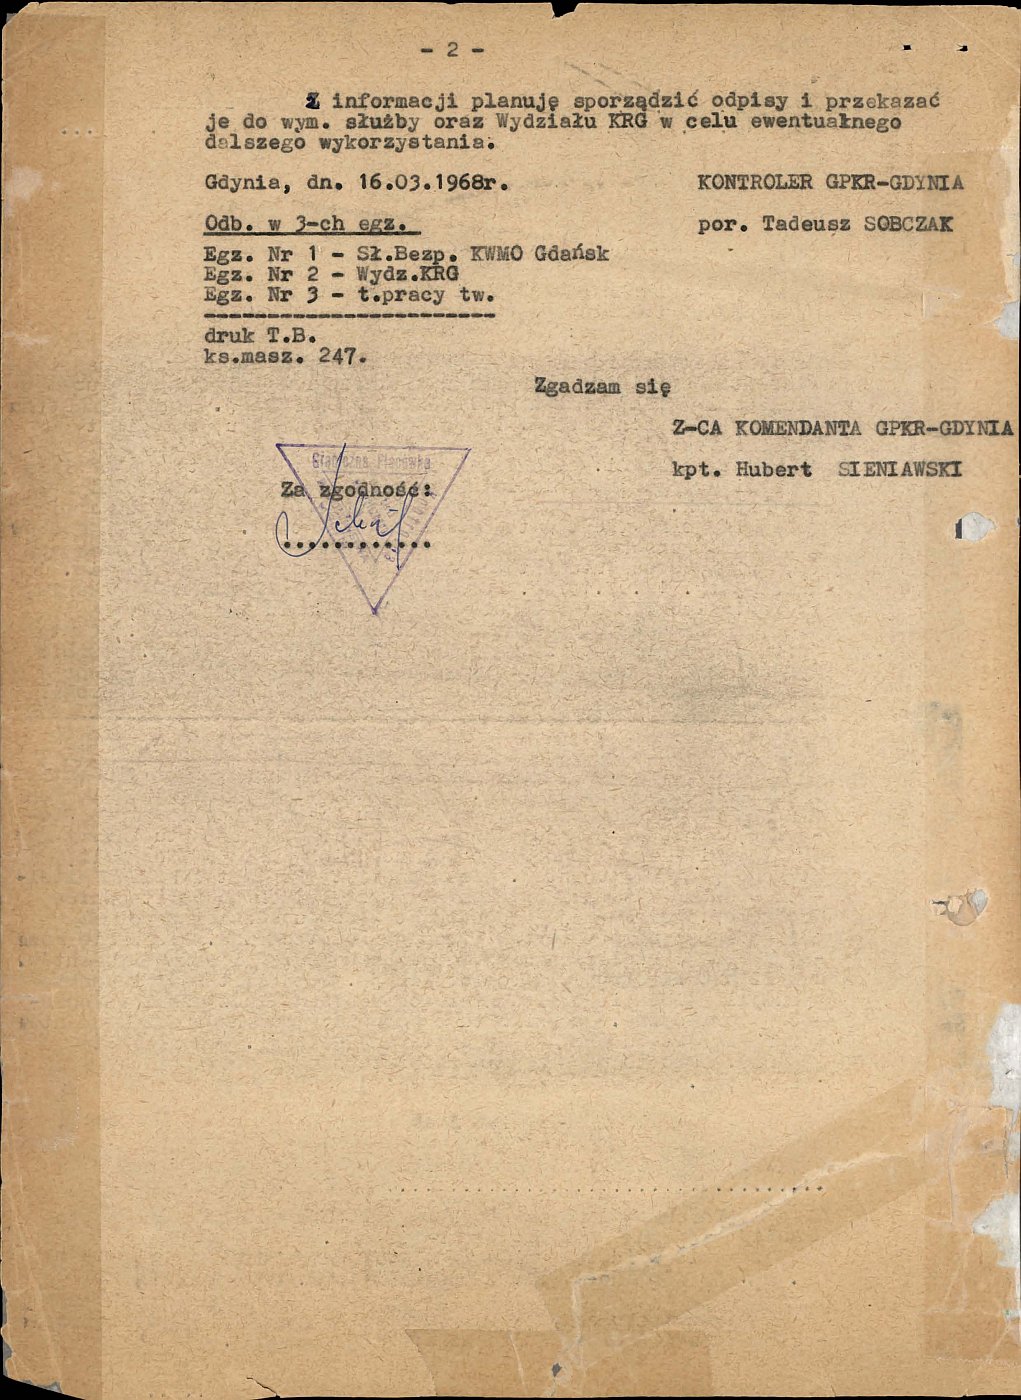 - 2 -
Z informacji planuję sporządzić odpisy i przekazać
je do wym. służby oraz Wydziału KRG w celu ewentualnego
dalszego wykorzystania.
Gdynia, dn. 16.03.1968r.
KONTROLER GPKR-GDYNIA
Odb. w 3-ch egz.
por. Tadeusz SOBCZAK
Egz. Nr 1 - Sł.Bezp. KWMO Gdańsk
Egz. Nr 2 - Wydz.KRG
Egz. Nr 3 - t.pracy tw.
druk T.B.
ks.masz. 247.
Zgadzam się
Z-CA KOMENDANTA GPKR-GDYNIA
kpt. Hubert SIENIAWSKI
Graniczna Placówka
Za zgodność: